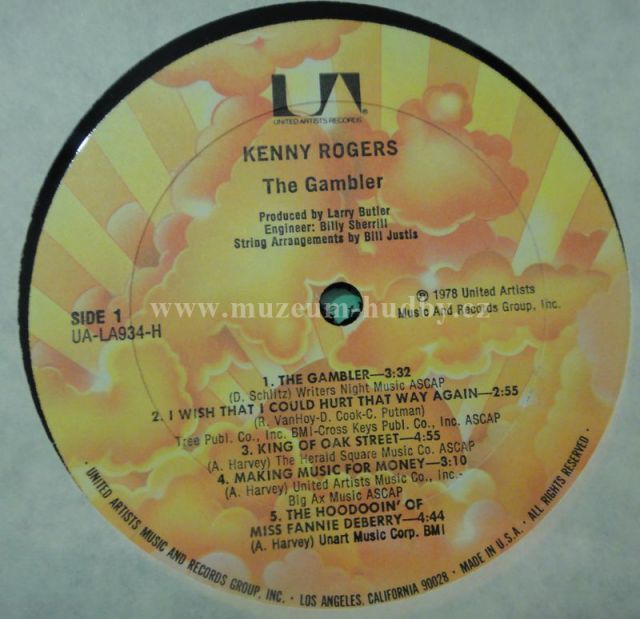 UA®
UNITED ARTISTS RECORDS
KENNY ROGERS
The Gambler
Produced by Larry Butler
Engineer: Billy Sherrill
String Arrangements by Bill Justis
SIDE 1
UA-LA934-H
℗ 1978 United Artists
Music And Records Group, Inc.
www.muzeum-hudby.cz
1. THE GAMBLER—3:32
(D. Schlitz) Writers Night Music ASCAP
2. I WISH THAT I COULD HURT THAT WAY AGAIN—2:55
(R. VanHoy-D. Cook-C. Putman)
Tree Publ. Co., Inc. BMI-Cross Keys Publ. Co., Inc. ASCAP
3. KING OF OAK STREET—4:55
(A. Harvey) The Herald Square Music Co. ASCAP
4. MAKING MUSIC FOR MONEY—3:10
(A. Harvey) United Artists Music Co., Inc.-
Big Ax Music ASCAP
5. THE HOODOOIN' OF
MISS FANNIE DEBERRY—4:44
(A. Harvey) Unart Music Corp. BMI
· UNITED ARTISTS MUSIC AND RECORDS GROUP, INC. · LOS ANGELES, CALIFORNIA 90028 · MADE IN U.S.A. · ALL RIGHTS RESERVED ·